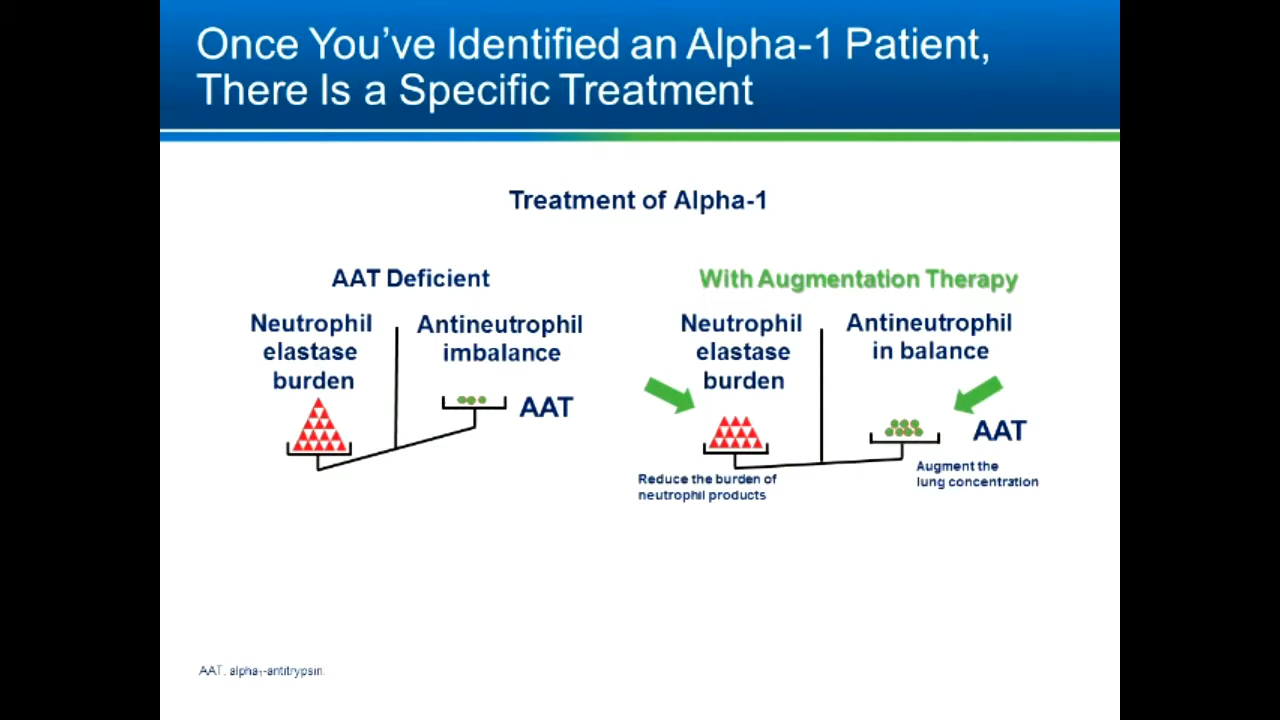 Once You've Identified an Alpha-1 Patient,
There Is a Specific Treatment
Treatment of Alpha-1
AAT Deficient
Neutrophil
elastase
burden
Antineutrophil
imbalance
AAT
With Augmentation Therapy
Neutrophil
elastase
burden
Antineutrophil
in balance
AAT
Reduce the burden of
neutrophil products
Augment the
lung concentration
AAT, alpha₁-antitrypsin.